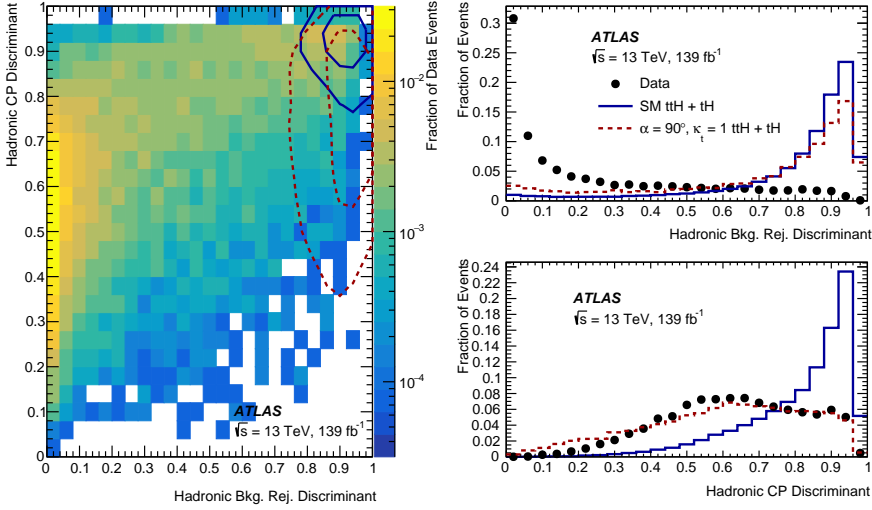 Hadronic CP Discriminant
1
0.9
0.8
0.7
0.6
0.5
0.4
0.3
0.2
0.1
0
0 0.1 0.2 0.3 0.4 0.5 0.6 0.7 0.8 0.9 1
Hadronic Bkg. Rej. Discriminant
ATLAS
√s = 13 TeV, 139 fb-1
Fraction of Data Events
10−2
10−3
10−4
Fraction of Events
0.3
0.25
0.2
0.15
0.1
0.05
0
0 0.1 0.2 0.3 0.4 0.5 0.6 0.7 0.8 0.9 1
Hadronic Bkg. Rej. Discriminant
ATLAS
√s = 13 TeV, 139 fb-1
Data
SM ttH + tH
α = 90°, κt = 1 ttH + tH
Fraction of Events
0.24
0.22
0.2
0.18
0.16
0.14
0.12
0.1
0.08
0.06
0.04
0.02
0
0 0.1 0.2 0.3 0.4 0.5 0.6 0.7 0.8 0.9 1
Hadronic CP Discriminant
ATLAS
√s = 13 TeV, 139 fb-1